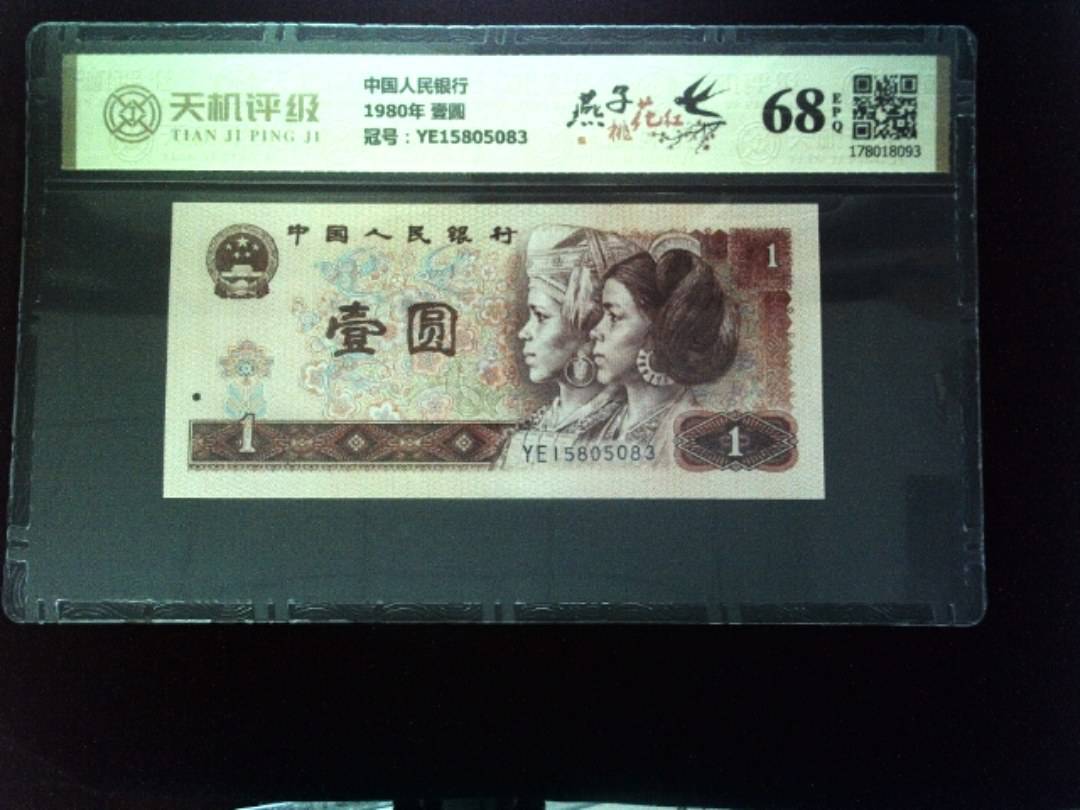 天机评级
TIAN JI PING JI
中国人民银行
1980年 壹圆
冠号：YE15805083
燕子
桃花红
68
EPQ
178018093
中国人民银行
1
壹圆
1
YE15805083
1